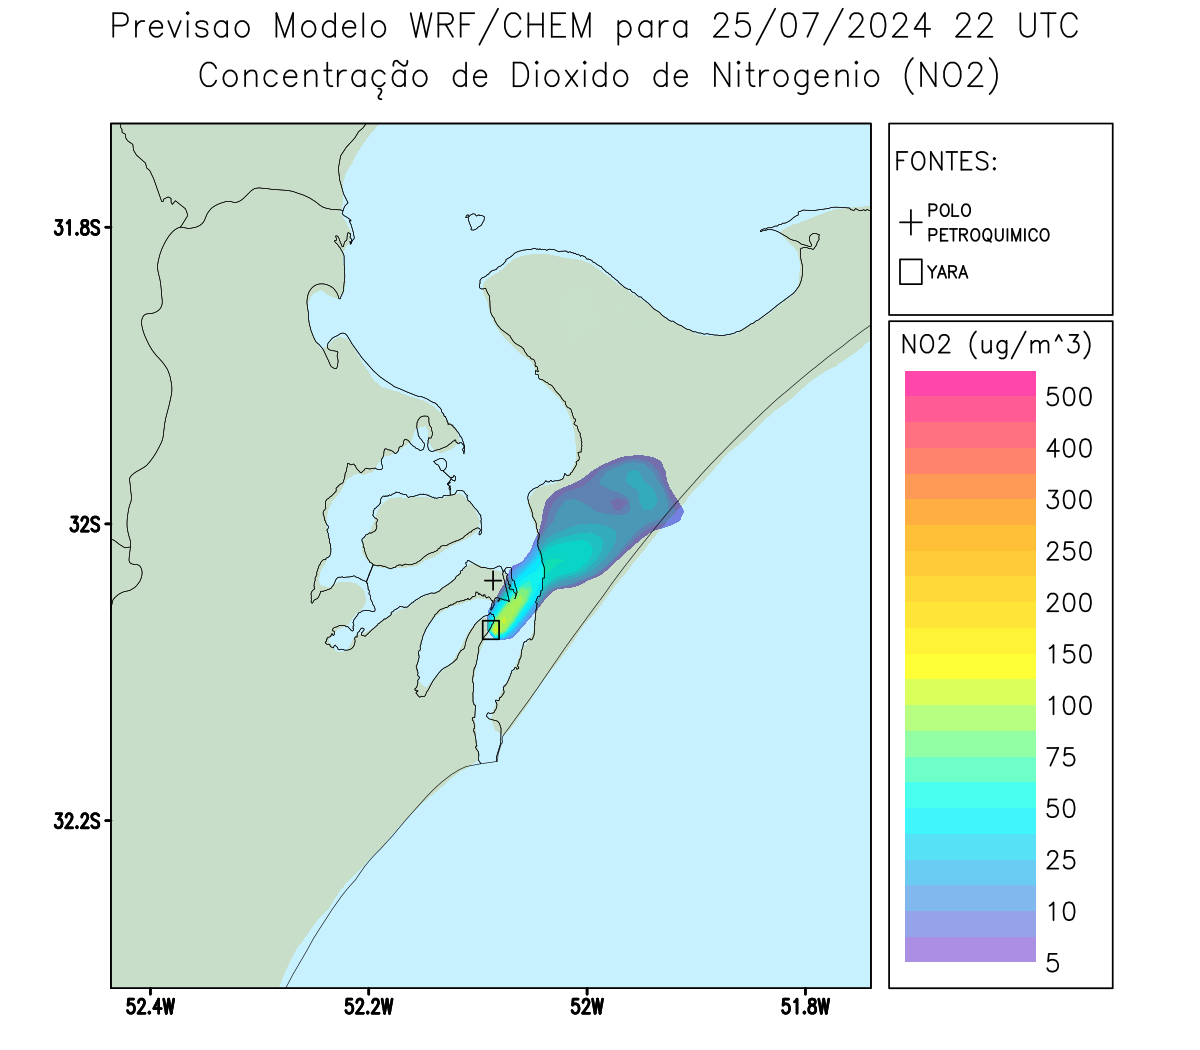 Previsao Modelo WRF/CHEM para 25/07/2024 22 UTC
Concentração de Dioxido de Nitrogenio (NO2)
FONTES:
POLO
PETROQUIMICO
YARA
NO2 (ug/m^3)
500
400
300
250
200
150
100
75
50
25
10
5
31.8S
32S
32.2S
52.4W
52.2W
52W
51.8W